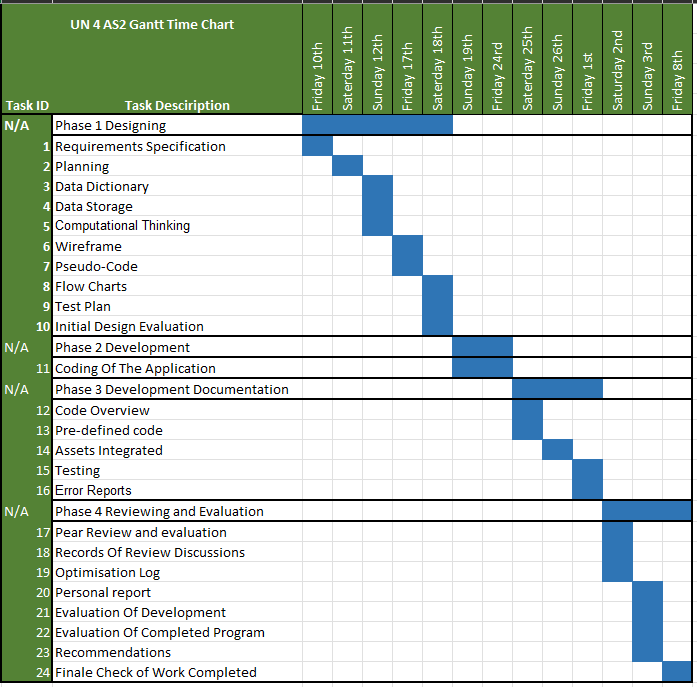 UN 4 AS2 Gantt Time Chart
Task ID Task Desciription Friday 10th Saterday 11th Sunday 12th Friday 17th Saterday 18th Sunday 19th Friday 24rd Saterday 25th Sunday 26th Friday 1st Saturday 2nd Sunday 3rd Friday 8th
N/A Phase 1 Designing
1 Requirements Specification
2 Planning
3 Data Dictionary
4 Data Storage
5 Computational Thinking
6 Wireframe
7 Pseudo-Code
8 Flow Charts
9 Test Plan
10 Initial Design Evaluation
N/A Phase 2 Development
11 Coding Of The Application
N/A Phase 3 Development Documentation
12 Code Overview
13 Pre-defined code
14 Assets Integrated
15 Testing
16 Error Reports
N/A Phase 4 Reviewing and Evaluation
17 Pear Review and evaluation
18 Records Of Review Discussions
19 Optimisation Log
20 Personal report
21 Evaluation Of Development
22 Evaluation Of Completed Program
23 Recommendations
24 Finale Check of Work Completed